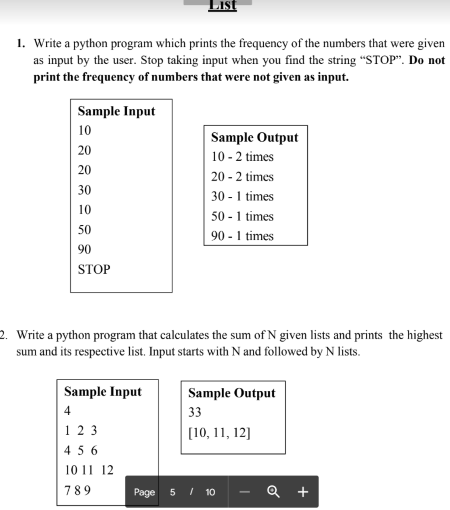 List
1. Write a python program which prints the frequency of the numbers that were given
as input by the user. Stop taking input when you find the string “STOP”. Do not
print the frequency of numbers that were not given as input.
Sample Input
10
20
20
30
10
50
90
STOP
Sample Output
10 - 2 times
20 - 2 times
30 - 1 times
50 - 1 times
90 - 1 times
2. Write a python program that calculates the sum of N given lists and prints the highest
sum and its respective list. Input starts with N and followed by N lists.
Sample Input
4
1 2 3
4 5 6
10 11 12
7 8 9
Sample Output
33
[10, 11, 12]
Page 5 / 10